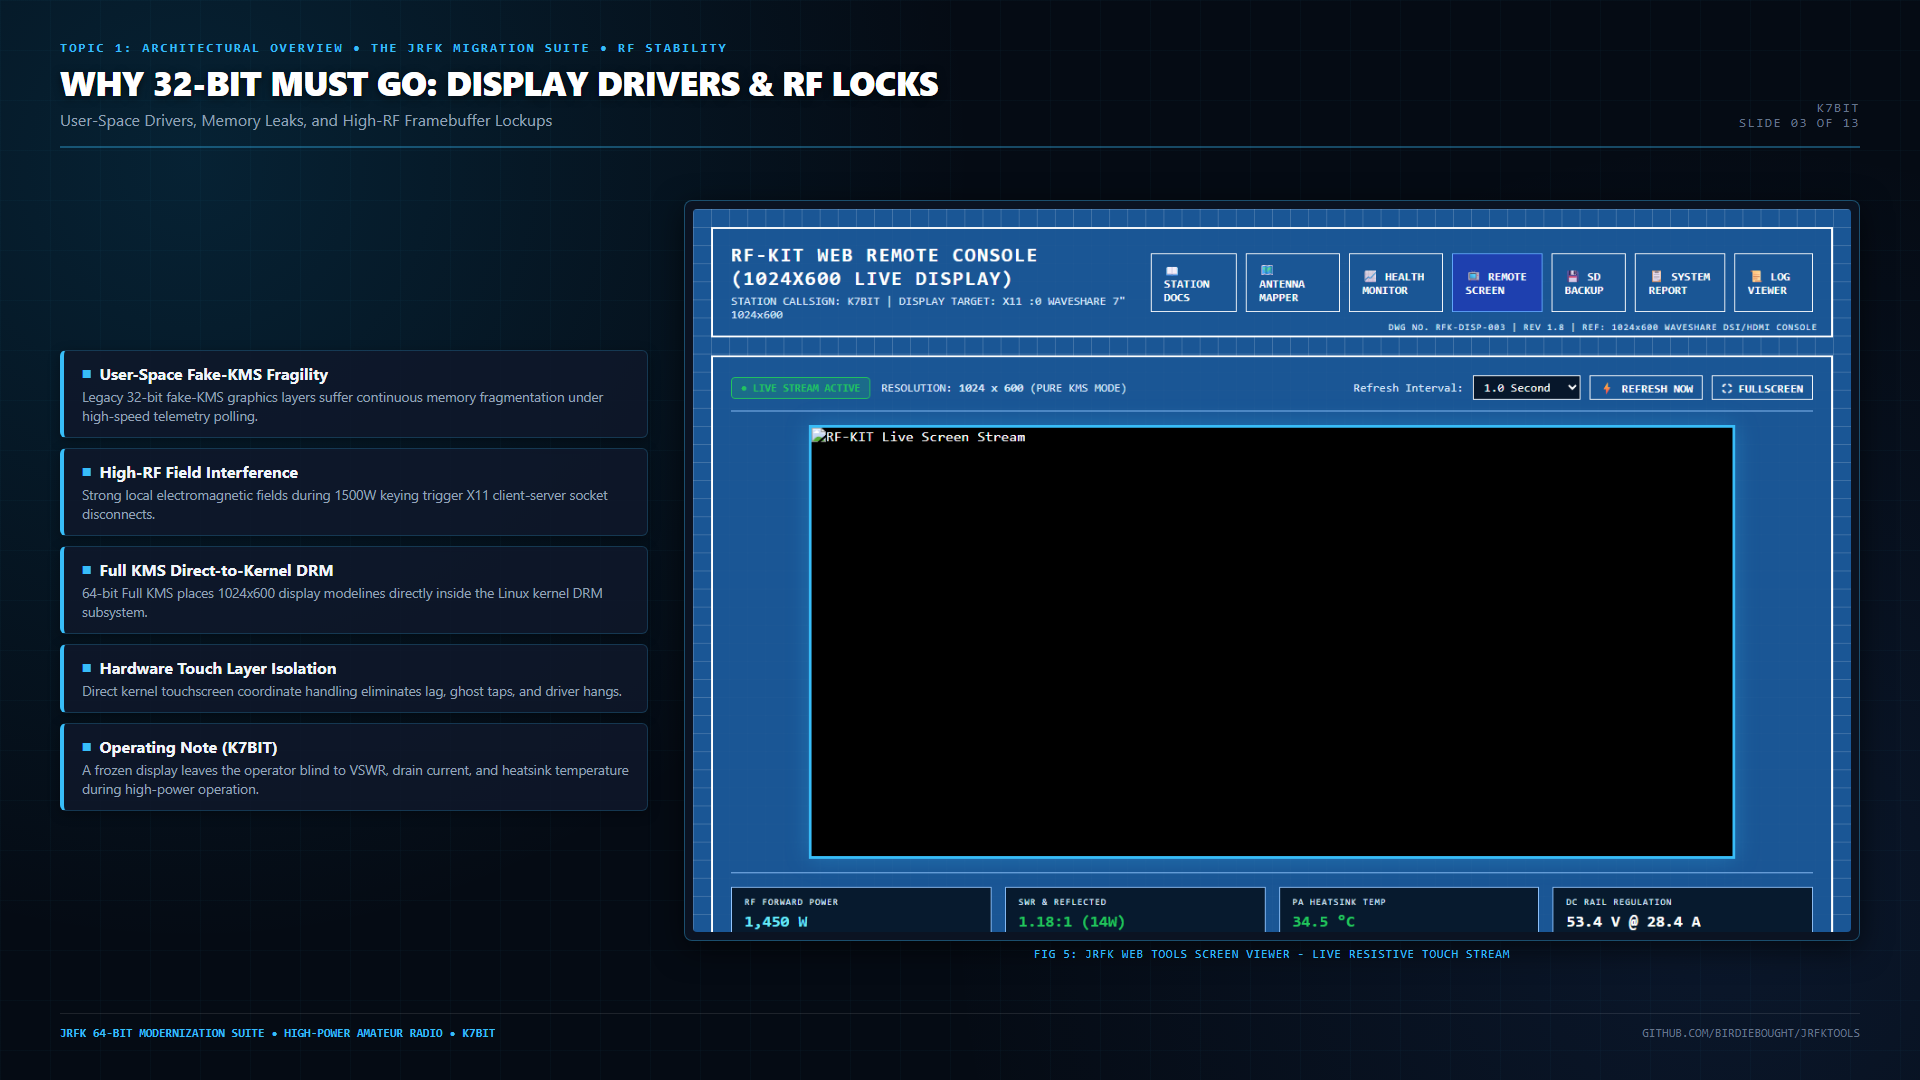 TOPIC 1: ARCHITECTURAL OVERVIEW ● THE JRFK MIGRATION SUITE ● RF STABILITY
WHY 32-BIT MUST GO: DISPLAY DRIVERS & RF LOCKS
User-Space Drivers, Memory Leaks, and High-RF Framebuffer Lockups
K7BIT
SLIDE 03 OF 13
User-Space Fake-KMS Fragility
Legacy 32-bit fake-KMS graphics layers suffer continuous memory fragmentation under
high-speed telemetry polling.
High-RF Field Interference
Strong local electromagnetic fields during 1500W keying trigger X11 client-server socket
disconnects.
Full KMS Direct-to-Kernel DRM
64-bit Full KMS places 1024x600 display modelines directly inside the Linux kernel DRM
subsystem.
Hardware Touch Layer Isolation
Direct kernel touchscreen coordinate handling eliminates lag, ghost taps, and driver hangs.
Operating Note (K7BIT)
A frozen display leaves the operator blind to VSWR, drain current, and heatsink temperature
during high-power operation.
RF-KIT WEB REMOTE CONSOLE
(1024X600 LIVE DISPLAY)
STATION CALLSIGN: K7BIT | DISPLAY TARGET: X11 :0 WAVESHARE 7"
1024x600
STATION
DOCS
ANTENNA
MAPPER
HEALTH
MONITOR
REMOTE
SCREEN
SD
BACKUP
SYSTEM
REPORT
LOG
VIEWER
DWG NO. RFK-DISP-003 | REV 1.8 | REF: 1024x600 WAVESHARE DSI/HDMI CONSOLE
● LIVE STREAM ACTIVE
RESOLUTION: 1024 x 600 (PURE KMS MODE)
Refresh Interval:
1.0 Second
REFRESH NOW
FULLSCREEN
RF-KIT Live Screen Stream
RF FORWARD POWER
1,450 W
SWR & REFLECTED
1.18:1 (14W)
PA HEATSINK TEMP
34.5 °C
DC RAIL REGULATION
53.4 V @ 28.4 A
FIG 5: JRFK WEB TOOLS SCREEN VIEWER - LIVE RESISTIVE TOUCH STREAM
JRFK 64-BIT MODERNIZATION SUITE ● HIGH-POWER AMATEUR RADIO ● K7BIT
GITHUB.COM/BIRDIEBOUGHT/JRFKTOOLS